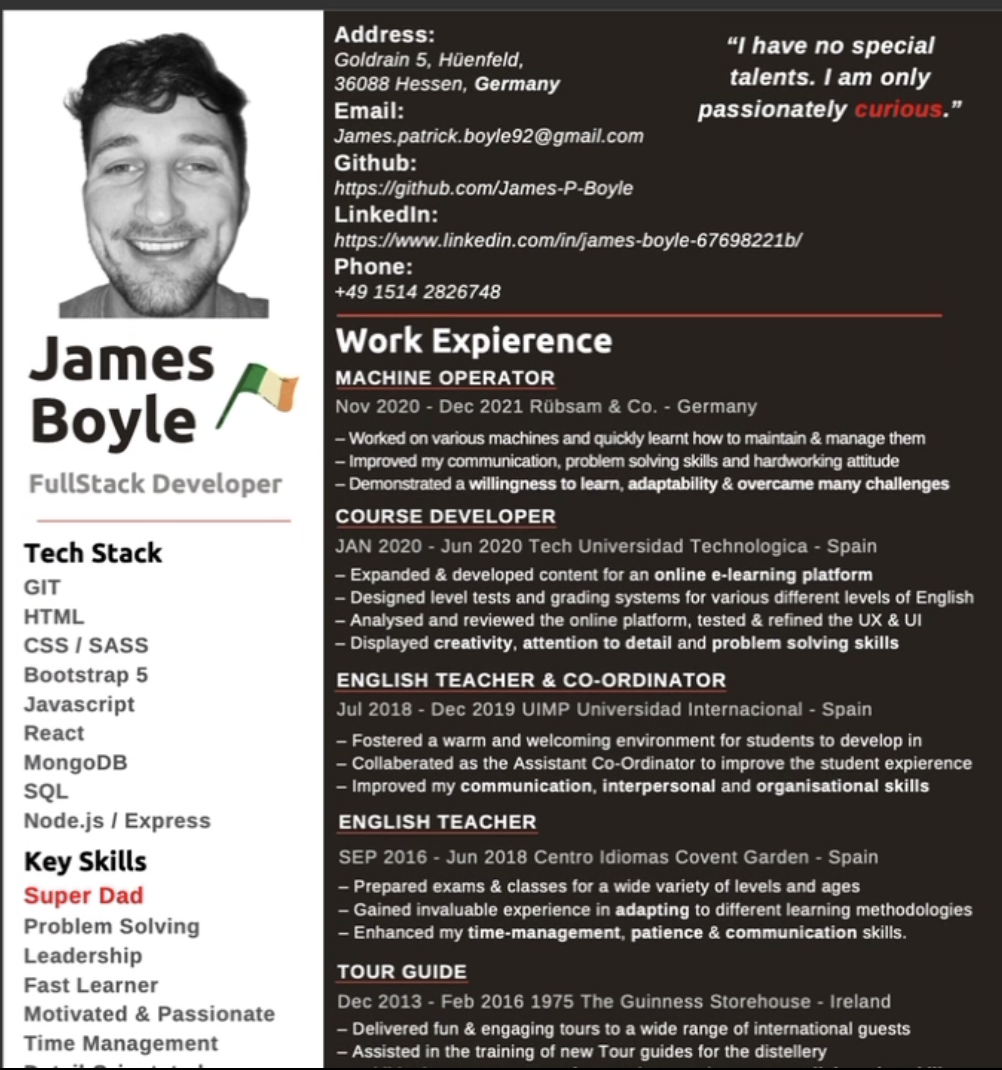 James
Boyle
FullStack Developer
Tech Stack
GIT
HTML
CSS / SASS
Bootstrap 5
Javascript
React
MongoDB
SQL
Node.js / Express
Key Skills
Super Dad
Problem Solving
Leadership
Fast Learner
Motivated & Passionate
Time Management
Address:
Goldrain 5, Hüenfeld,
36088 Hessen, Germany
Email:
James.patrick.boyle92@gmail.com
Github:
https://github.com/James-P-Boyle
LinkedIn:
https://www.linkedin.com/in/james-boyle-67698221b/
Phone:
+49 1514 2826748
“I have no special
talents. I am only
passionately curious.”
Work Expierence
MACHINE OPERATOR
Nov 2020 - Dec 2021 Rübsam & Co. - Germany
– Worked on various machines and quickly learnt how to maintain & manage them
– Improved my communication, problem solving skills and hardworking attitude
– Demonstrated a willingness to learn, adaptability & overcame many challenges
COURSE DEVELOPER
JAN 2020 - Jun 2020 Tech Universidad Technologica - Spain
– Expanded & developed content for an online e-learning platform
– Designed level tests and grading systems for various different levels of English
– Analysed and reviewed the online platform, tested & refined the UX & UI
– Displayed creativity, attention to detail and problem solving skills
ENGLISH TEACHER & CO-ORDINATOR
Jul 2018 - Dec 2019 UIMP Universidad Internacional - Spain
– Fostered a warm and welcoming environment for students to develop in
– Collaberated as the Assistant Co-Ordinator to improve the student expierence
– Improved my communication, interpersonal and organisational skills
ENGLISH TEACHER
SEP 2016 - Jun 2018 Centro Idiomas Covent Garden - Spain
– Prepared exams & classes for a wide variety of levels and ages
– Gained invaluable experience in adapting to different learning methodologies
– Enhanced my time-management, patience & communication skills.
TOUR GUIDE
Dec 2013 - Feb 2016 1975 The Guinness Storehouse - Ireland
– Delivered fun & engaging tours to a wide range of international guests
– Assisted in the training of new Tour guides for the distellery